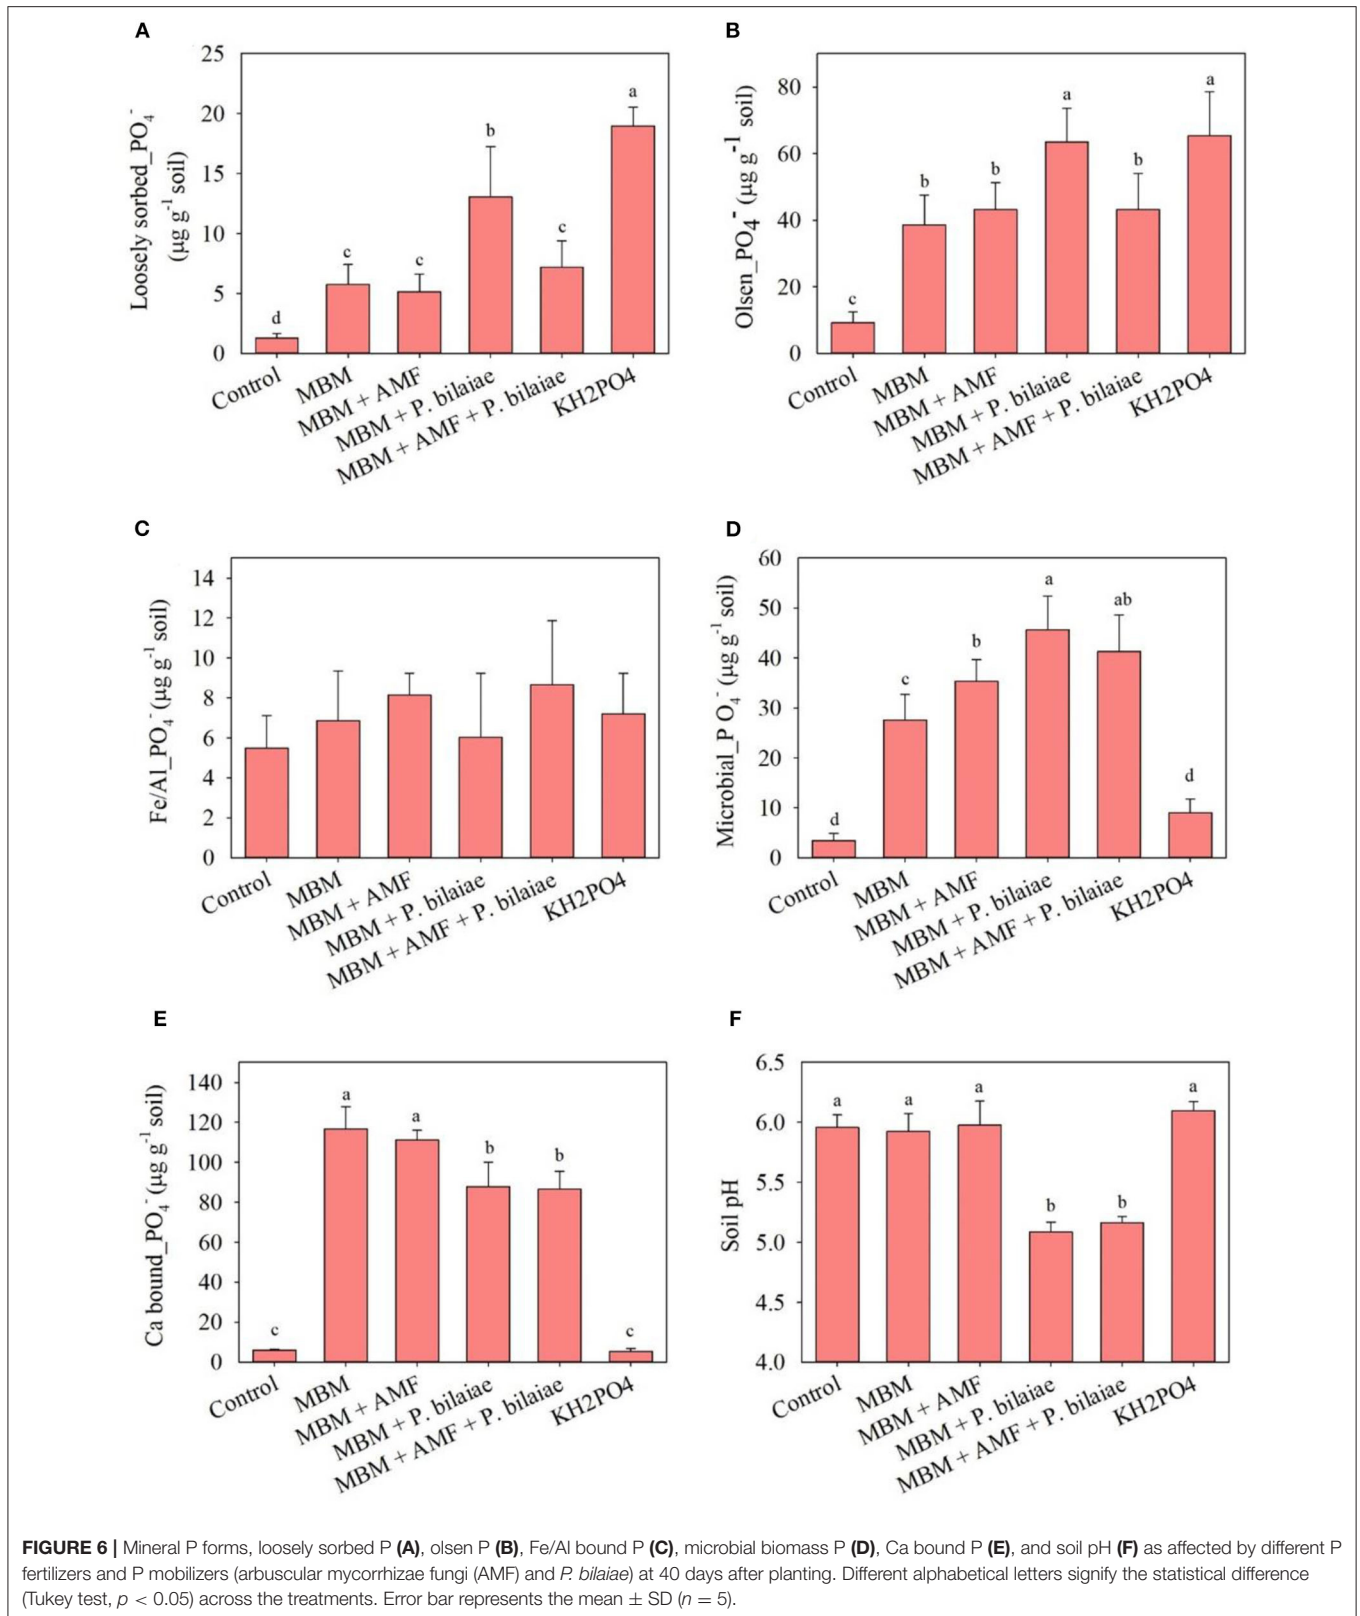 A
25
20
15
10
5
0
Loosely sorbed_PO4-
(µg g-1 soil)
d
c
c
b
c
a
Control
MBM
MBM + AMF
MBM + P. bilaiae
MBM + AMF + P. bilaiae
KH2PO4
B
80
60
40
20
0
Olsen_PO4- (µg g-1 soil)
c
b
b
a
b
a
Control
MBM
MBM + AMF
MBM + P. bilaiae
MBM + AMF + P. bilaiae
KH2PO4
C
14
12
10
8
6
4
2
0
Fe/Al_PO4- (µg g-1 soil)
Control
MBM
MBM + AMF
MBM + P. bilaiae
MBM + AMF + P. bilaiae
KH2PO4
D
60
50
40
30
20
10
0
Microbial_P O4- (µg g-1 soil)
d
c
b
a
ab
d
Control
MBM
MBM + AMF
MBM + P. bilaiae
MBM + AMF + P. bilaiae
KH2PO4
E
140
120
100
80
60
40
20
0
Ca bound_PO4- (µg g-1 soil)
c
a
a
b
b
c
Control
MBM
MBM + AMF
MBM + P. bilaiae
MBM + AMF + P. bilaiae
KH2PO4
F
6.5
6.0
5.5
5.0
4.5
4.0
Soil pH
a
a
a
b
b
a
Control
MBM
MBM + AMF
MBM + P. bilaiae
MBM + AMF + P. bilaiae
KH2PO4
FIGURE 6 | Mineral P forms, loosely sorbed P (A), olsen P (B), Fe/Al bound P (C), microbial biomass P (D), Ca bound P (E), and soil pH (F) as affected by different P
fertilizers and P mobilizers (arbuscular mycorrhizae fungi (AMF) and P. bilaiae) at 40 days after planting. Different alphabetical letters signify the statistical difference
(Tukey test, p < 0.05) across the treatments. Error bar represents the mean ± SD (n = 5).